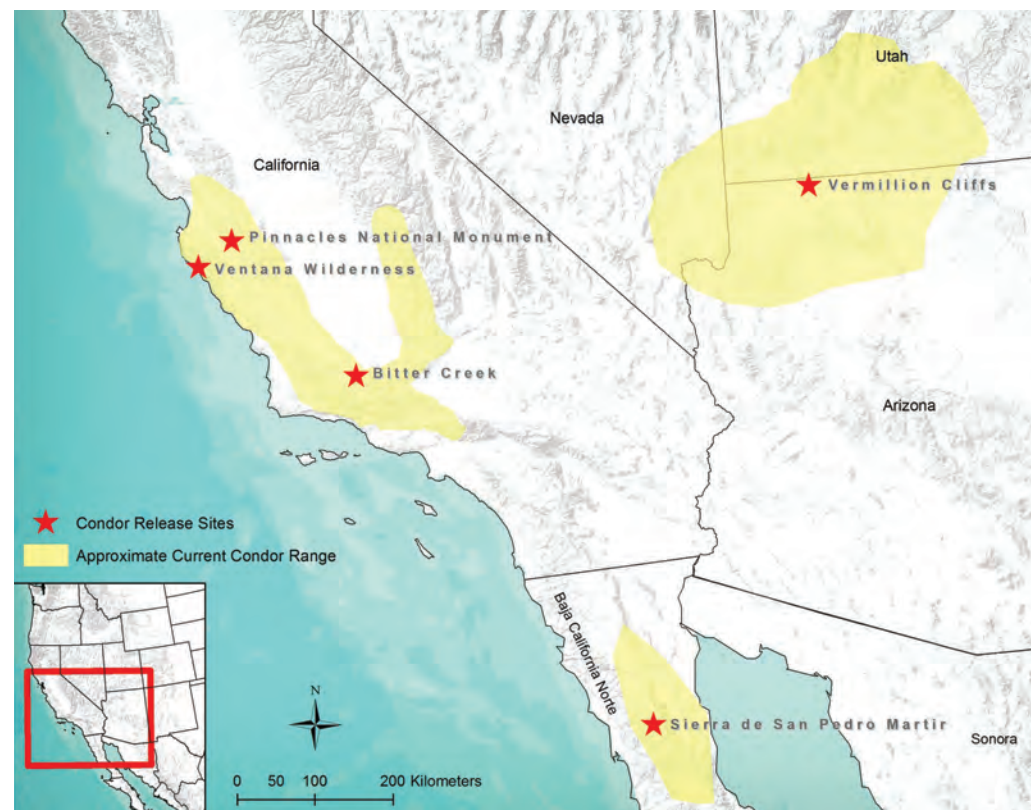 Utah
Nevada
California
Vermillion Cliffs
Pinnacles National Monument
Ventana Wilderness
Bitter Creek
Arizona
Condor Release Sites
Approximate Current Condor Range
Baja California Norte
Sierra de San Pedro Martir
Sonora
N
0 50 100 200 Kilometers